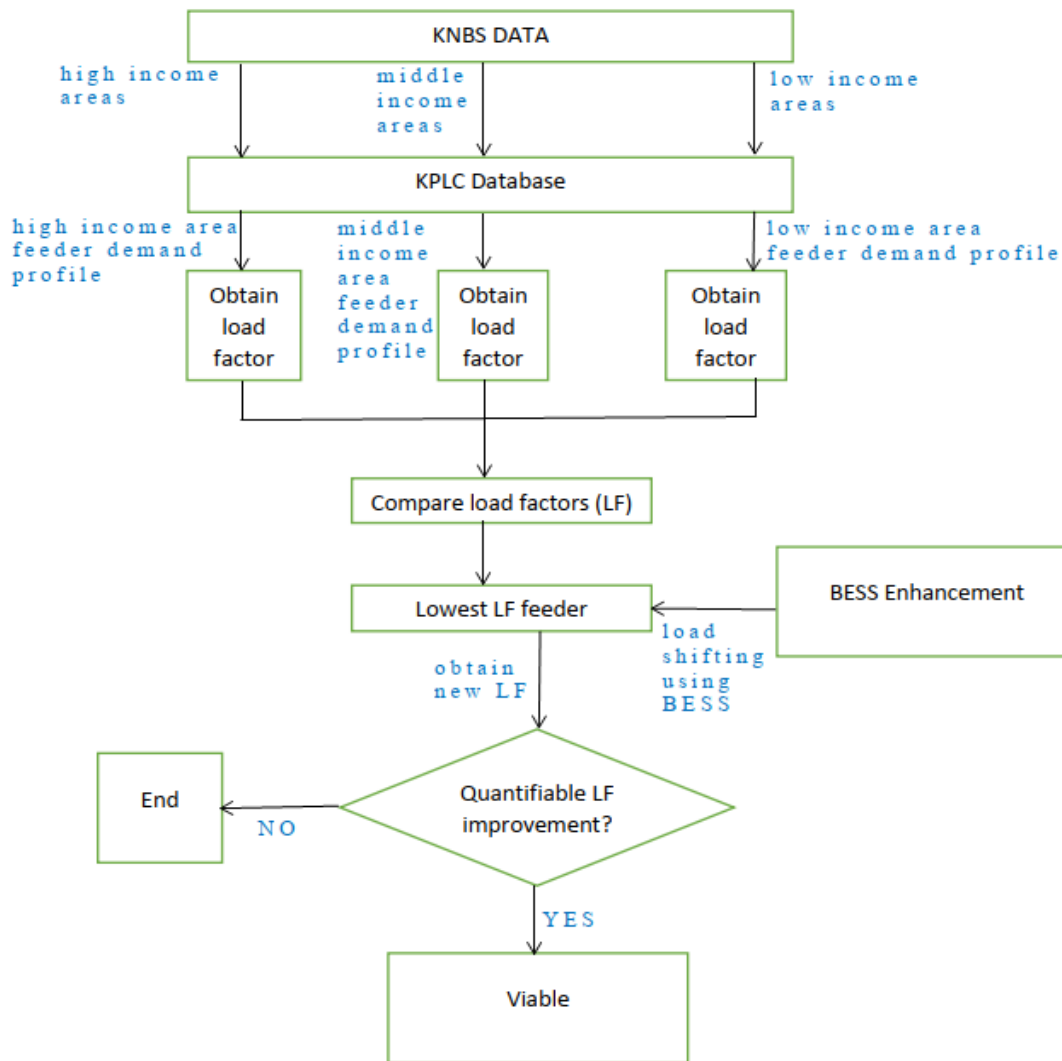 KNBS DATA
high income
areas
middle
income
areas
low income
areas
KPLC Database
high income area
feeder demand
profile
middle
income
area
feeder
demand
profile
low income area
feeder demand profile
Obtain
load
factor
Obtain
load
factor
Obtain
load
factor
Compare load factors (LF)
Lowest LF feeder
BESS Enhancement
load
shifting
using
BESS
obtain
new LF
Quantifiable LF
improvement?
End
NO
YES
Viable